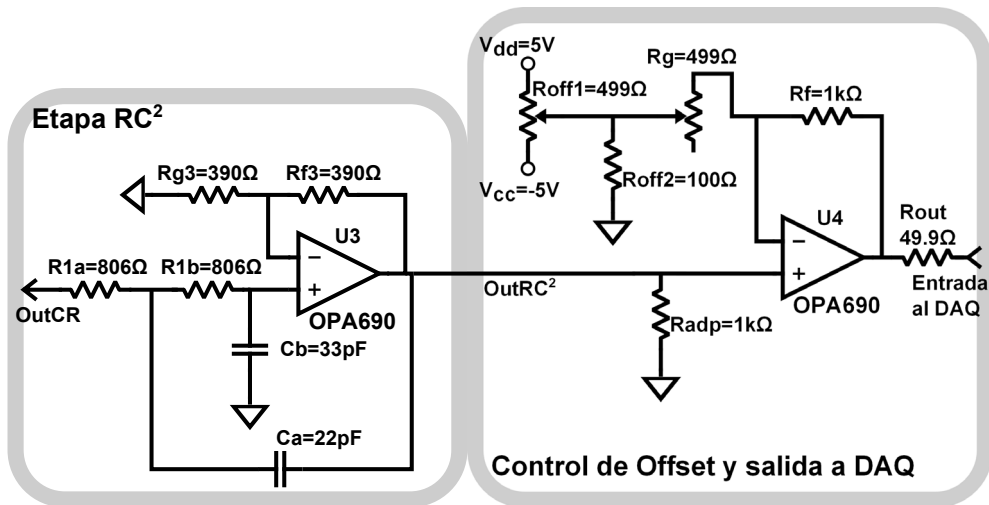 Etapa RC²
Rg3=390Ω
Rf3=390Ω
U3
R1a=806Ω
R1b=806Ω
−
+
OutCR
OPA690
Cb=33pF
Ca=22pF
Vdd=5V
Rg=499Ω
Roff1=499Ω
Rf=1kΩ
Roff2=100Ω
Vcc=-5V
U4
Rout
49.9Ω
−
+
OutRC²
Entrada
al DAQ
OPA690
Radp=1kΩ
Control de Offset y salida a DAQ